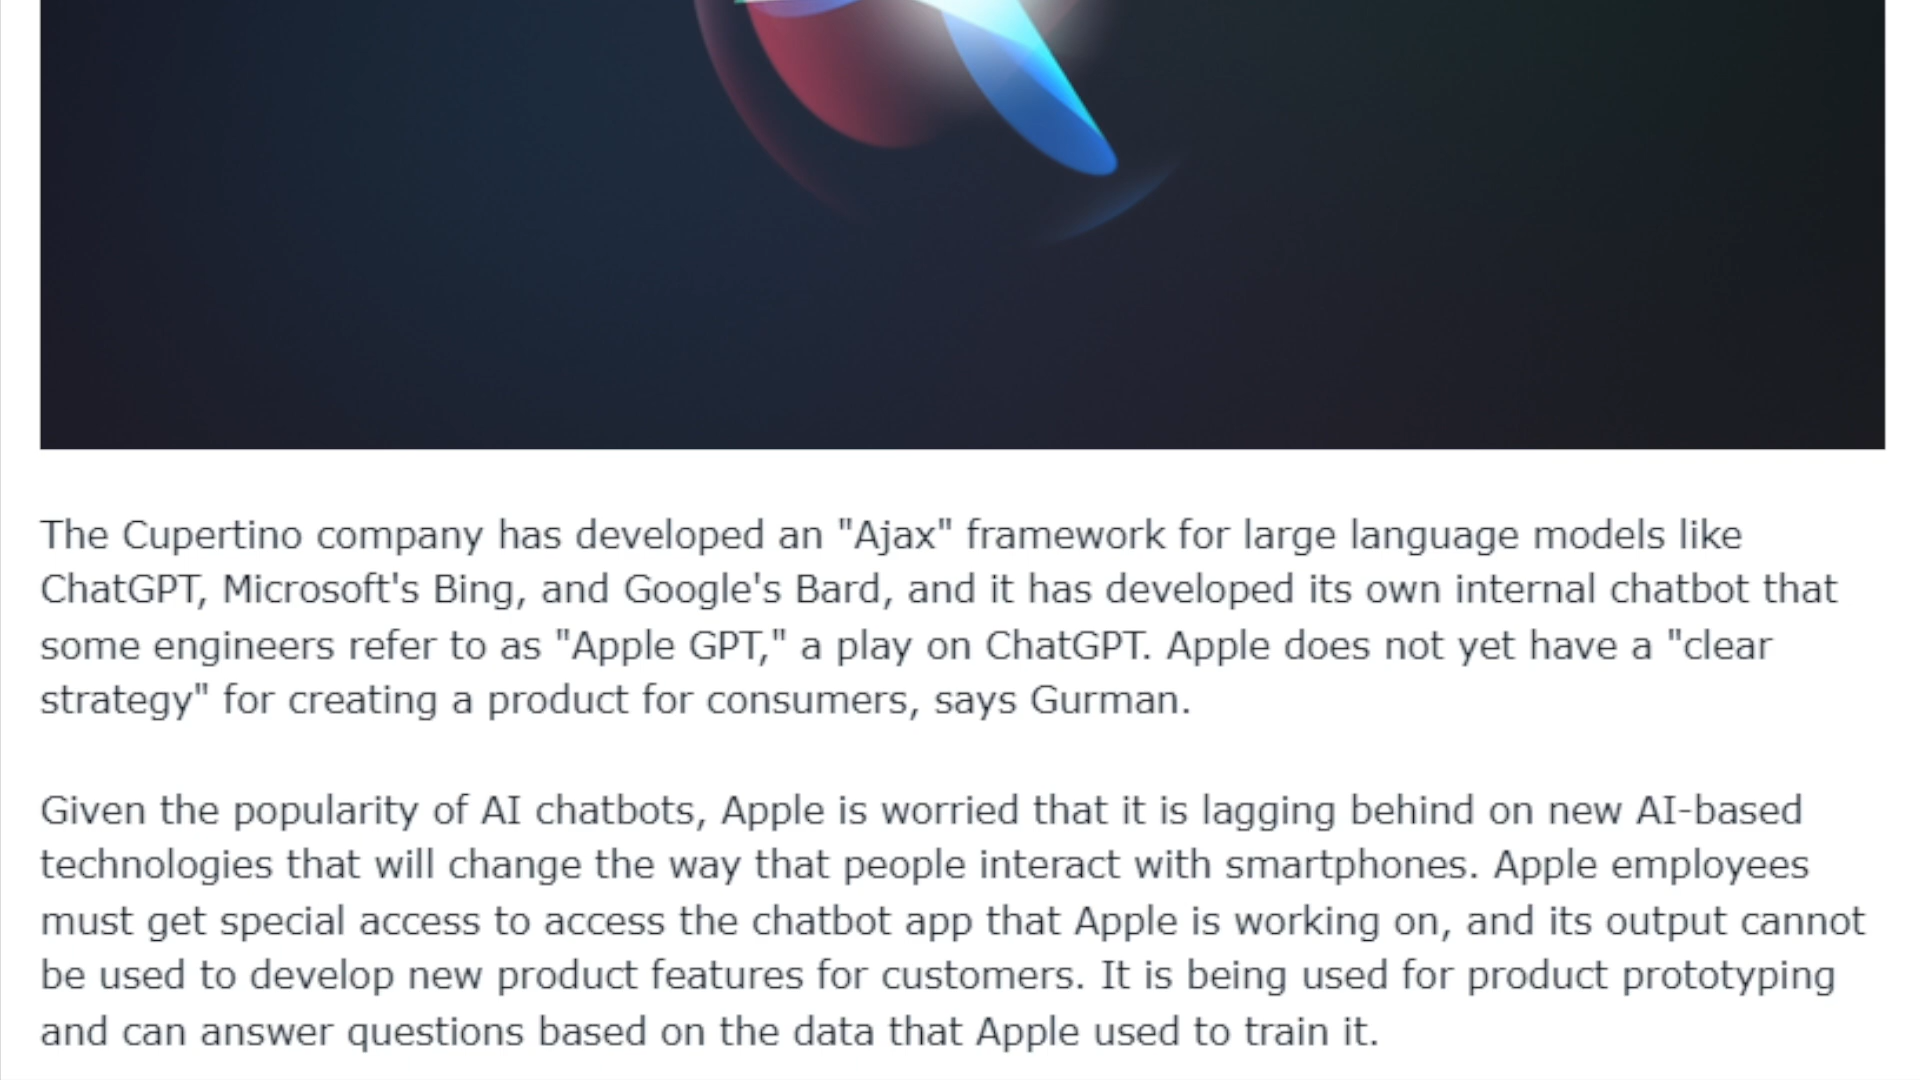 The Cupertino company has developed an "Ajax" framework for large language models like
ChatGPT, Microsoft's Bing, and Google's Bard, and it has developed its own internal chatbot that
some engineers refer to as "Apple GPT," a play on ChatGPT. Apple does not yet have a "clear
strategy" for creating a product for consumers, says Gurman.
Given the popularity of AI chatbots, Apple is worried that it is lagging behind on new AI-based
technologies that will change the way that people interact with smartphones. Apple employees
must get special access to access the chatbot app that Apple is working on, and its output cannot
be used to develop new product features for customers. It is being used for product prototyping
and can answer questions based on the data that Apple used to train it.